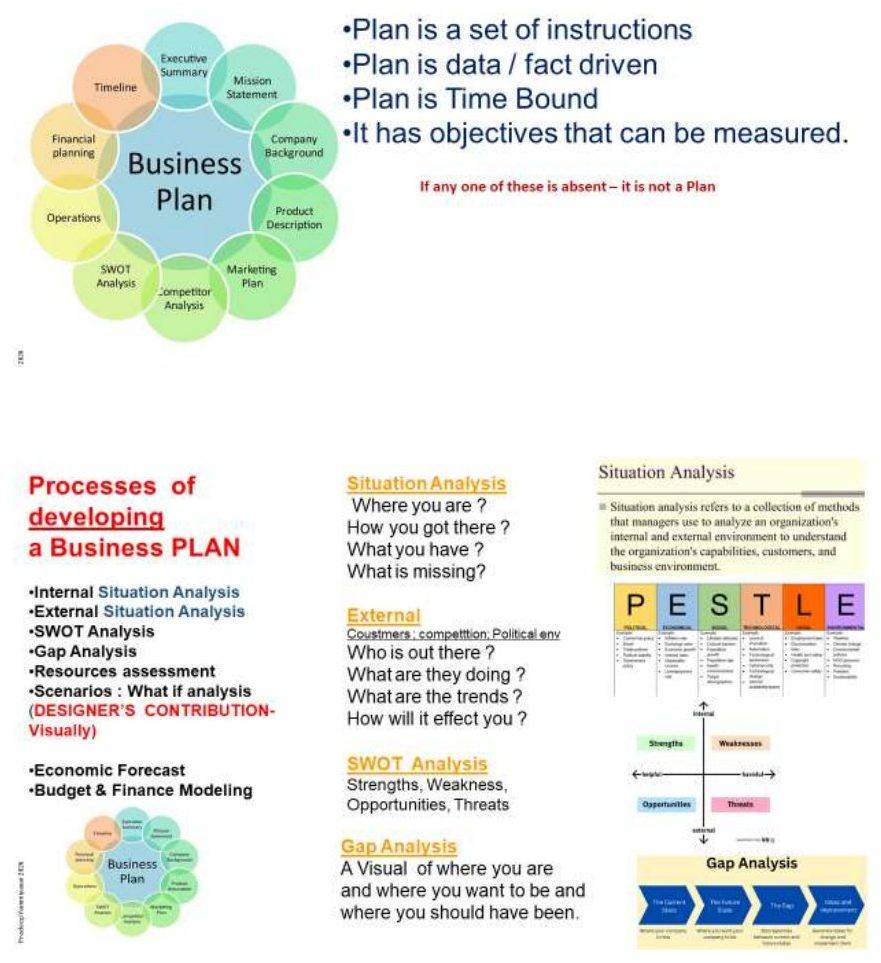 Executive
Summary
Mission
Statement
Company
Background
Product
Description
Marketing
Plan
Competitor
Analysis
SWOT
Analysis
Operations
Financial
planning
Timeline
Business
Plan
•Plan is a set of instructions
•Plan is data / fact driven
•Plan is Time Bound
•It has objectives that can be measured.
If any one of these is absent – it is not a Plan
Processes of
developing
a Business PLAN
•Internal Situation Analysis
•External Situation Analysis
•SWOT Analysis
•Gap Analysis
•Resources assessment
•Scenarios : What if analysis
(DESIGNER'S CONTRIBUTION-
Visually)
•Economic Forecast
•Budget & Finance Modeling
Business
Plan
Situation Analysis
Where you are ?
How you got there ?
What you have ?
What is missing?
External
Coustmers ; competttion; Political env
Who is out there ?
What are they doing ?
What are the trends ?
How will it effect you ?
SWOT Analysis
Strengths, Weakness,
Opportunities, Threats
Gap Analysis
A Visual of where you are
and where you want to be and
where you should have been.
Situation Analysis
Situation analysis refers to a collection of methods
that managers use to analyze an organization's
internal and external environment to understand
the organization's capabilities, customers, and
business environment.
P E S T L E
internal
Strengths
Weaknesses
helpful
harmful
Opportunities
Threats
external
Gap Analysis
The Current
State
The Future
State
The Gap